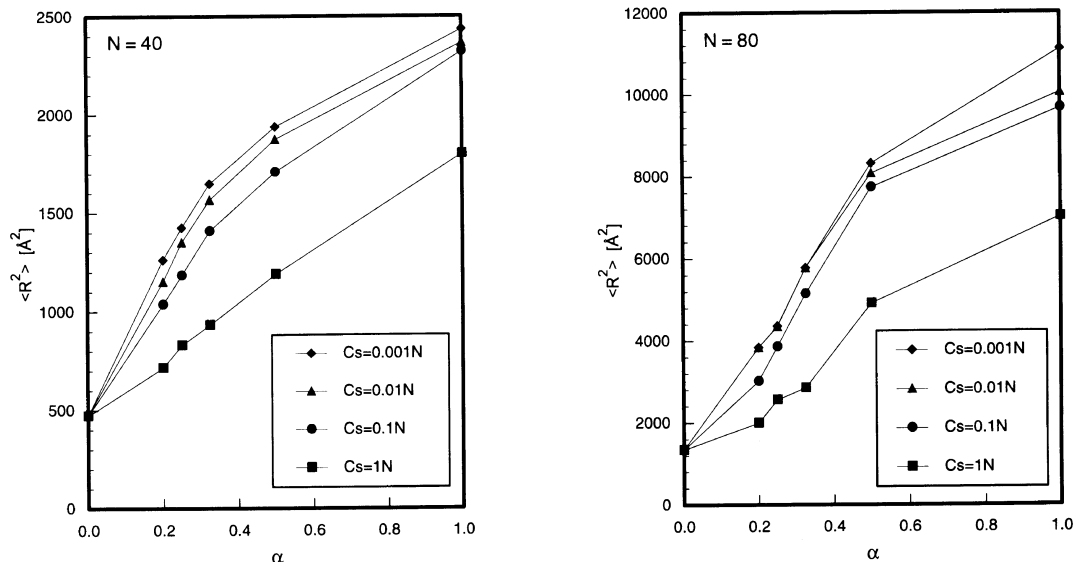 N = 40
2500
2000
1500
1000
500
0
<R²> [Å²]
0.0 0.2 0.4 0.6 0.8 1.0
α
Cs=0.001N
Cs=0.01N
Cs=0.1N
Cs=1N
N = 80
12000
10000
8000
6000
4000
2000
0
<R²> [Å²]
0.0 0.2 0.4 0.6 0.8 1.0
α
Cs=0.001N
Cs=0.01N
Cs=0.1N
Cs=1N